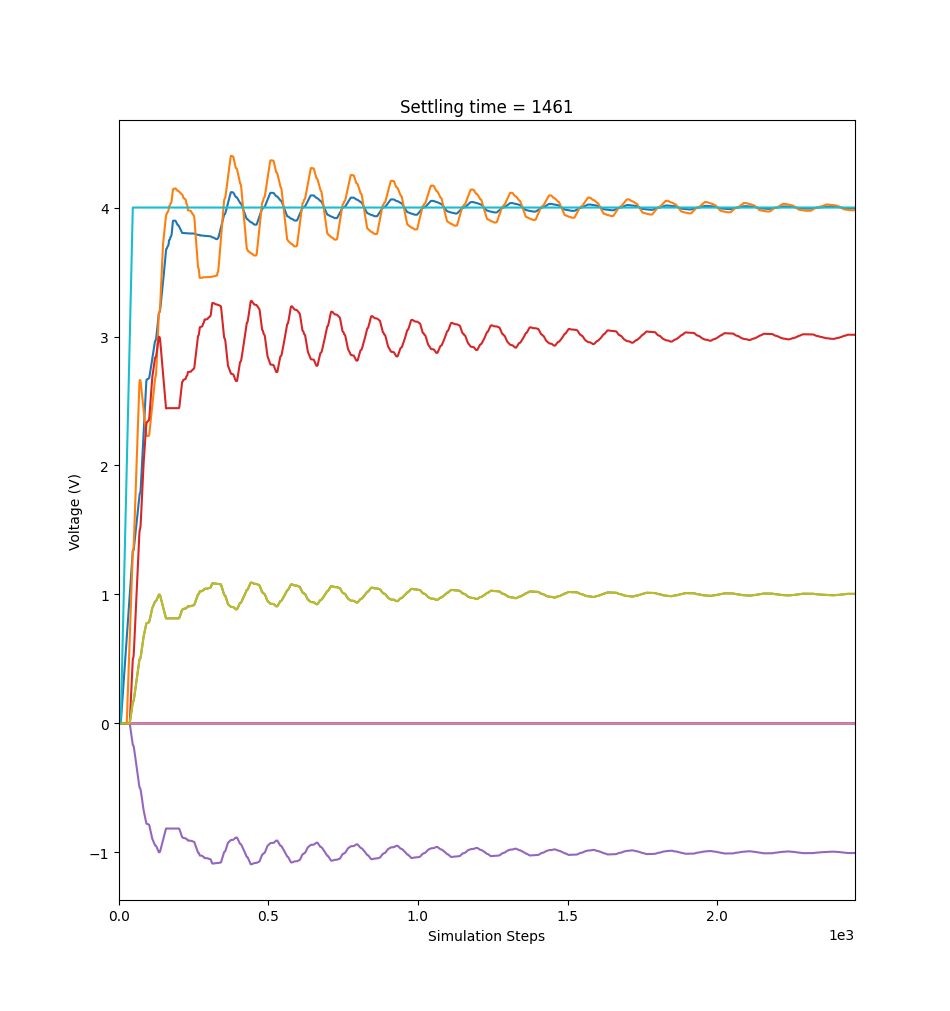 Settling time = 1461
Voltage (V)
4
3
2
1
0
−1
0.0 0.5 1.0 1.5 2.0
Simulation Steps
1e3